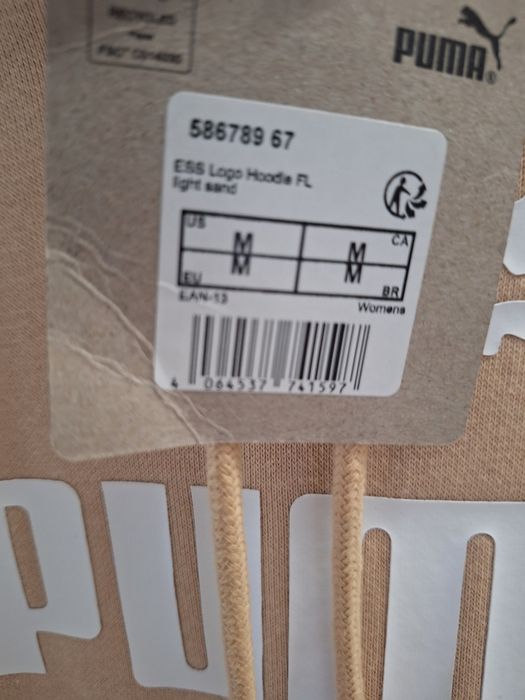 RECYCLED
PUMA®
586789 67
ESS Logo Hoodie FL
light sand
US M M CA
EU M M BR
EAN-13 Womens
4 064537 741597
PUM